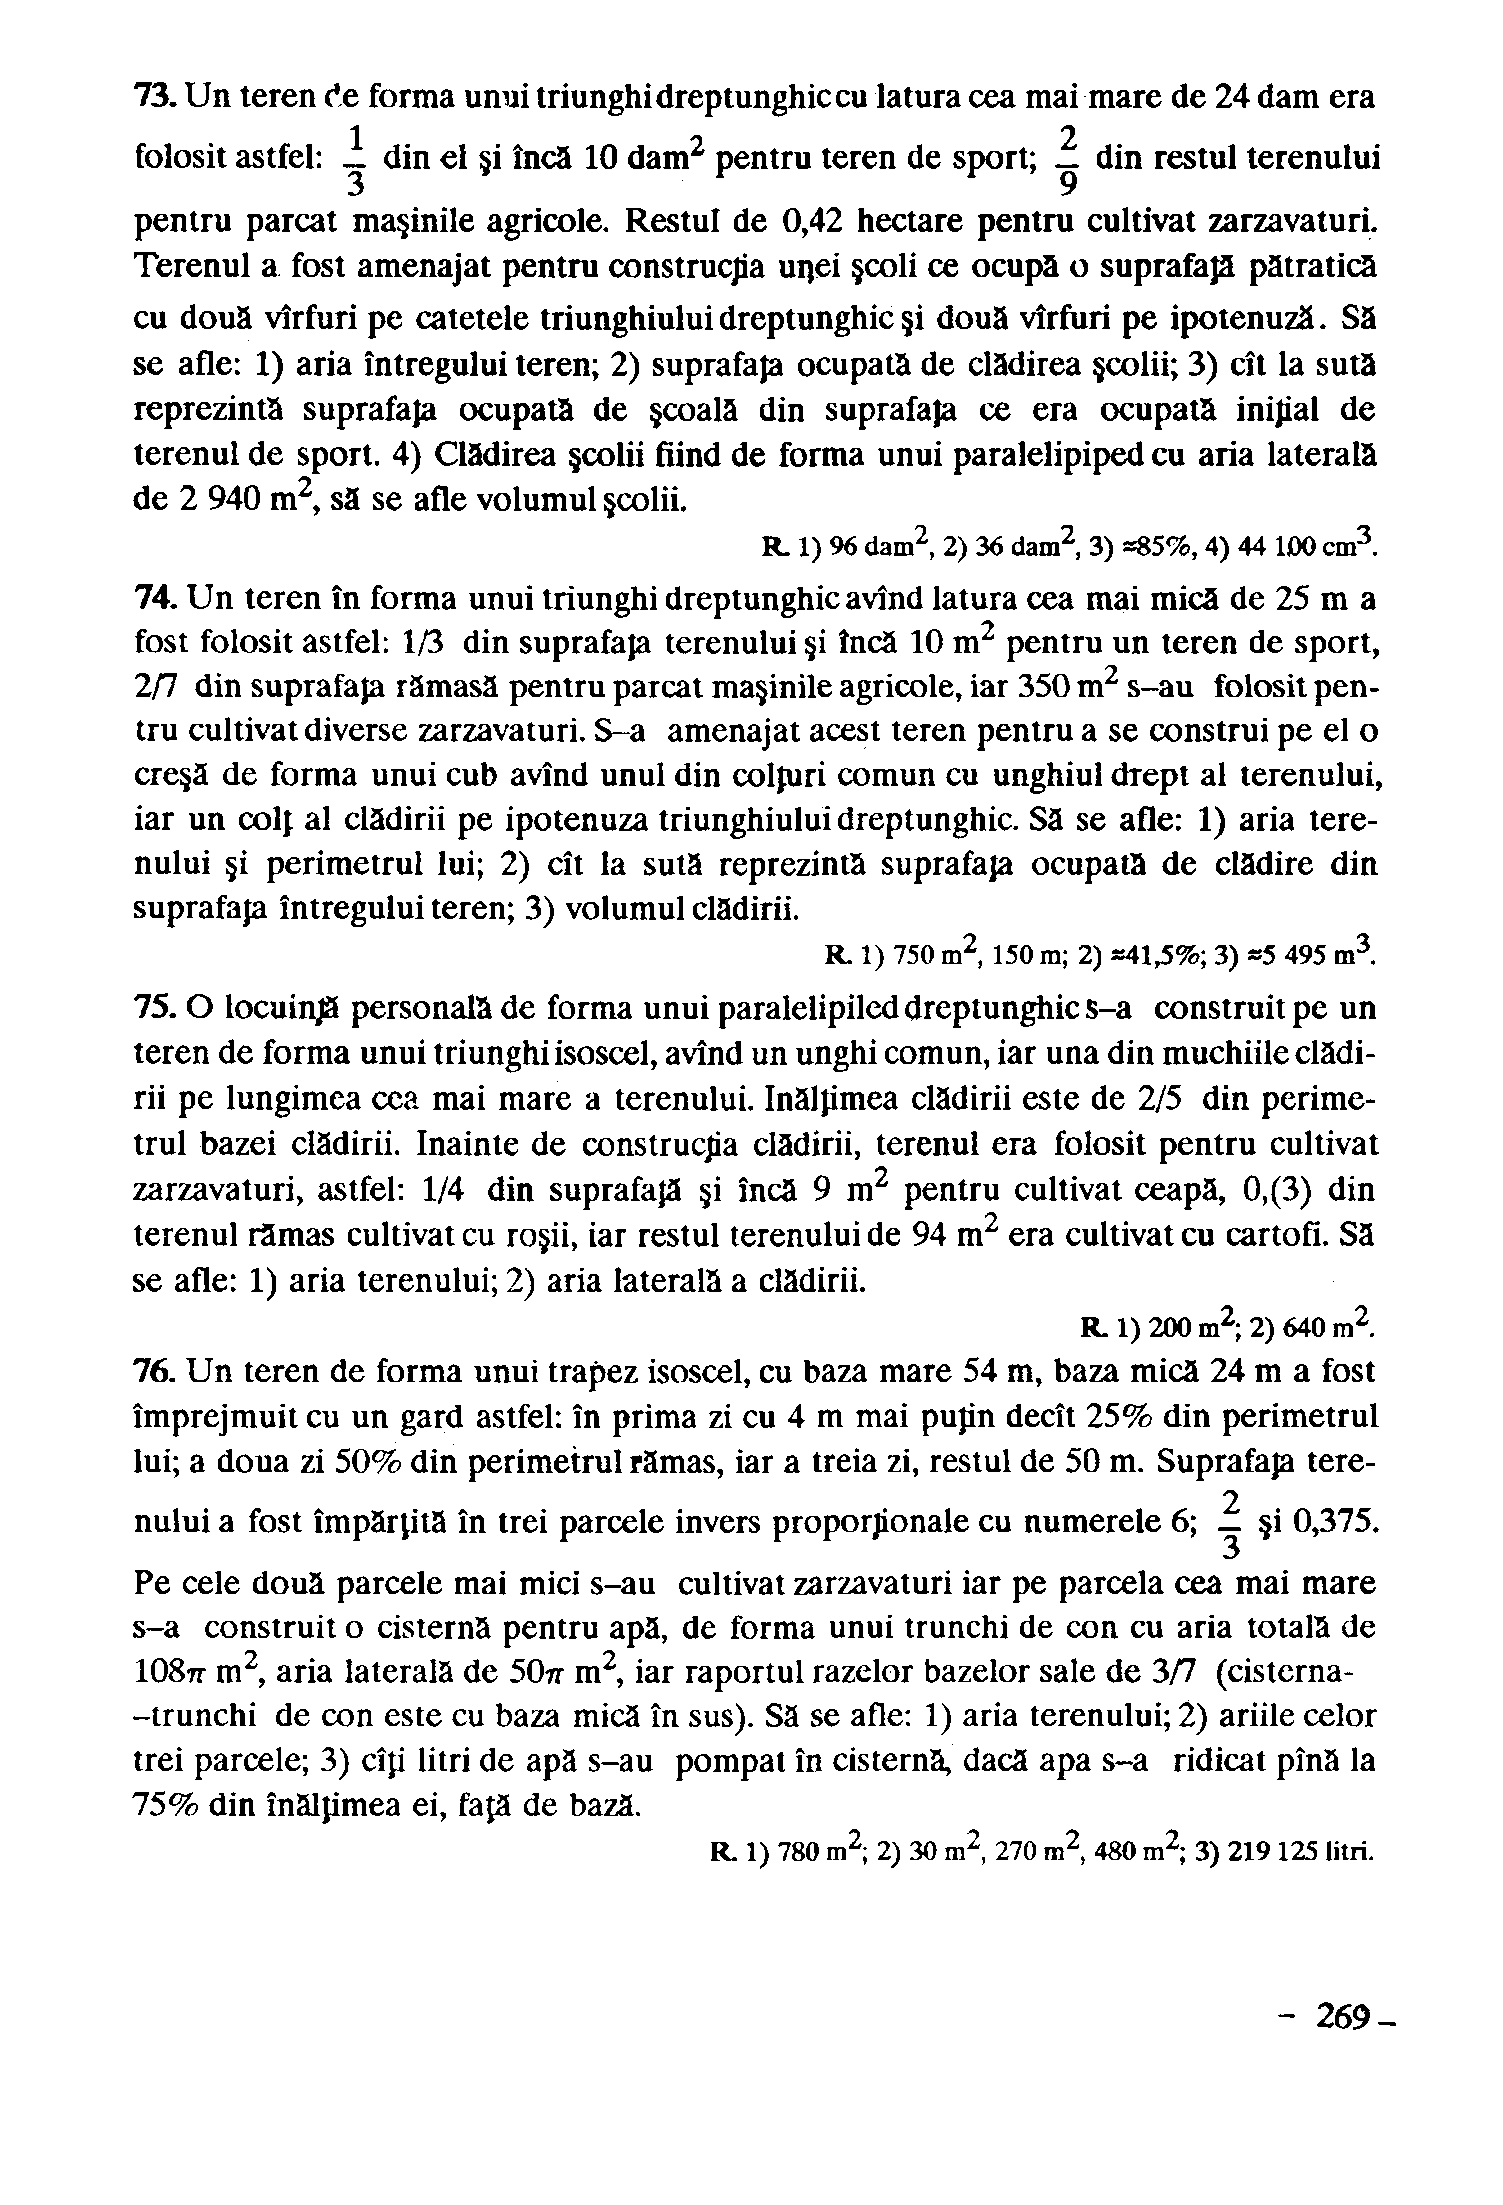 73. Un teren de forma unui triunghi dreptunghic cu latura cea mai mare de 24 dam era
folosit astfel: 1/3 din el şi încă 10 dam² pentru teren de sport; 2/9 din restul terenului
pentru parcat maşinile agricole. Restul de 0,42 hectare pentru cultivat zarzavaturi.
Terenul a fost amenajat pentru construcţia unei şcoli ce ocupă o suprafaţă pătratică
cu două vîrfuri pe catetele triunghiului dreptunghic şi două vîrfuri pe ipotenuză. Să
se afle: 1) aria întregului teren; 2) suprafaţa ocupată de clădirea şcolii; 3) cît la sută
reprezintă suprafaţa ocupată de şcoală din suprafaţa ce era ocupată iniţial de
terenul de sport. 4) Clădirea şcolii fiind de forma unui paralelipiped cu aria laterală
de 2 940 m², să se afle volumul şcolii.
R. 1) 96 dam², 2) 36 dam², 3) ≈85%, 4) 44 100 cm³.
74. Un teren în forma unui triunghi dreptunghic avînd latura cea mai mică de 25 m a
fost folosit astfel: 1/3 din suprafaţa terenului şi încă 10 m² pentru un teren de sport,
2/7 din suprafaţa rămasă pentru parcat maşinile agricole, iar 350 m² s–au folosit pen-
tru cultivat diverse zarzavaturi. S–a amenajat acest teren pentru a se construi pe el o
creşă de forma unui cub avînd unul din colţuri comun cu unghiul drept al terenului,
iar un colţ al clădirii pe ipotenuza triunghiului dreptunghic. Să se afle: 1) aria tere-
nului şi perimetrul lui; 2) cît la sută reprezintă suprafaţa ocupată de clădire din
suprafaţa întregului teren; 3) volumul clădirii.
R. 1) 750 m², 150 m; 2) ≈41,5%; 3) ≈5 495 m³.
75. O locuinţă personală de forma unui paralelipiled dreptunghic s–a construit pe un
teren de forma unui triunghi isoscel, avînd un unghi comun, iar una din muchiile clădi-
rii pe lungimea cea mai mare a terenului. Inălţimea clădirii este de 2/5 din perime-
trul bazei clădirii. Inainte de construcţia clădirii, terenul era folosit pentru cultivat
zarzavaturi, astfel: 1/4 din suprafaţă şi încă 9 m² pentru cultivat ceapă, 0,(3) din
terenul rămas cultivat cu roşii, iar restul terenului de 94 m² era cultivat cu cartofi. Să
se afle: 1) aria terenului; 2) aria laterală a clădirii.
R. 1) 200 m²; 2) 640 m².
76. Un teren de forma unui trapez isoscel, cu baza mare 54 m, baza mică 24 m a fost
împrejmuit cu un gard astfel: în prima zi cu 4 m mai puţin decît 25% din perimetrul
lui; a doua zi 50% din perimetrul rămas, iar a treia zi, restul de 50 m. Suprafaţa tere-
nului a fost împărţită în trei parcele invers proporţionale cu numerele 6; 2/3 şi 0,375.
Pe cele două parcele mai mici s–au cultivat zarzavaturi iar pe parcela cea mai mare
s–a construit o cisternă pentru apă, de forma unui trunchi de con cu aria totală de
108π m², aria laterală de 50π m², iar raportul razelor bazelor sale de 3/7 (cisterna-
–trunchi de con este cu baza mică în sus). Să se afle: 1) aria terenului; 2) ariile celor
trei parcele; 3) cîţi litri de apă s–au pompat în cisternă, dacă apa s–a ridicat pînă la
75% din înălţimea ei, faţă de bază.
R. 1) 780 m²; 2) 30 m², 270 m², 480 m²; 3) 219 125 litri.
– 269 –